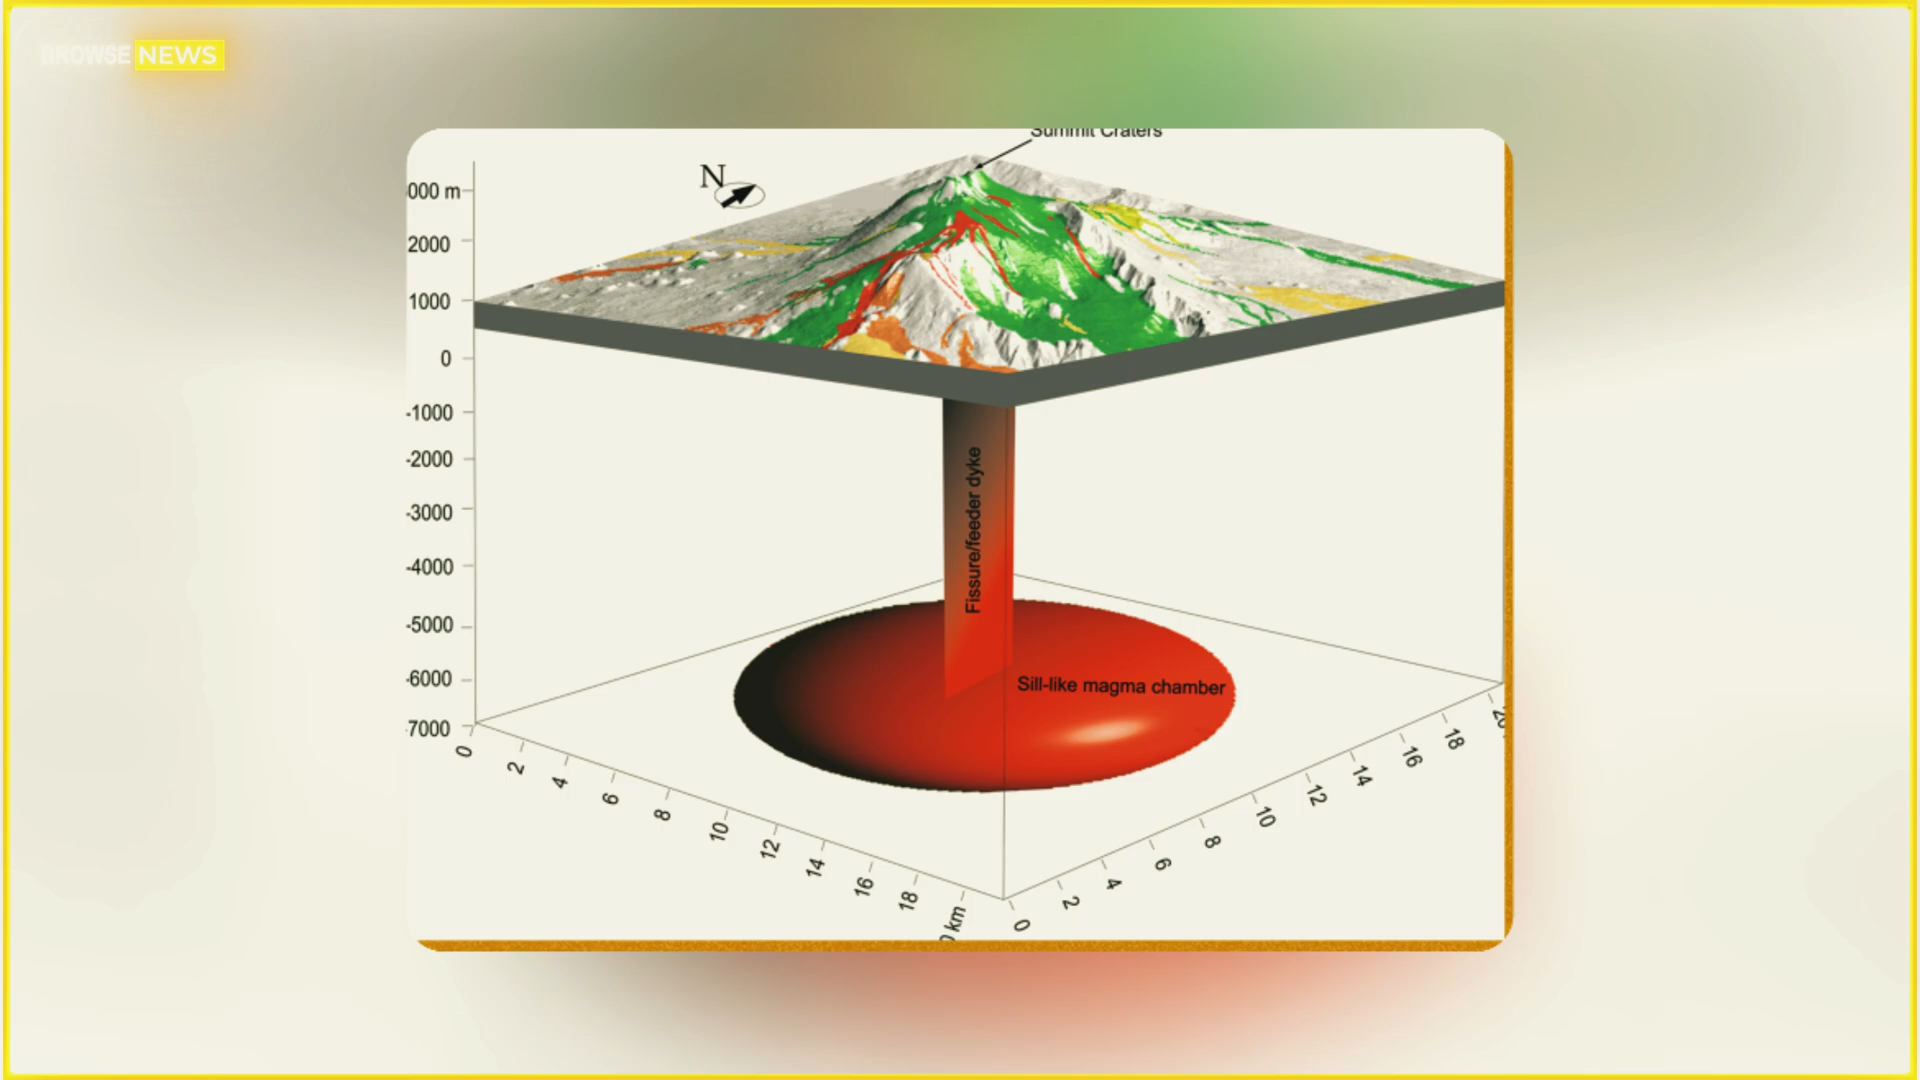 BROWSE NEWS
Summit Craters
N
000 m
2000
1000
0
-1000
-2000
-3000
-4000
-5000
-6000
-7000
Fissure/feeder dyke
Sill-like magma chamber
0 2 4 6 8 10 12 14 16 18 0 km
0 2 4 6 8 10 12 14 16 18 20